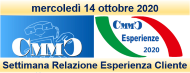 mercoledì 14 ottobre 2020
CMMC
CMMC
Esperienze
2020
Settimana Relazione Esperienza Cliente